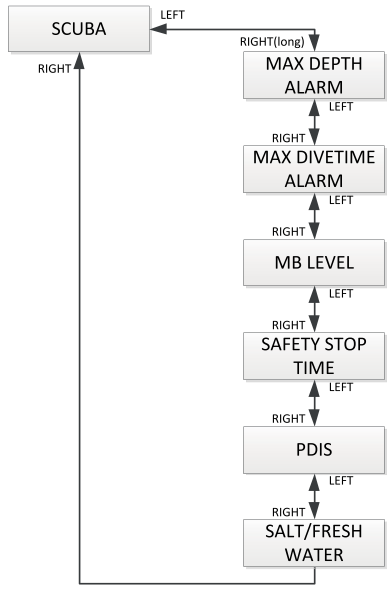 SCUBA
LEFT
RIGHT(long)
RIGHT
MAX DEPTH
ALARM
LEFT
RIGHT
MAX DIVETIME
ALARM
LEFT
RIGHT
MB LEVEL
LEFT
RIGHT
SAFETY STOP
TIME
LEFT
RIGHT
PDIS
LEFT
RIGHT
SALT/FRESH
WATER